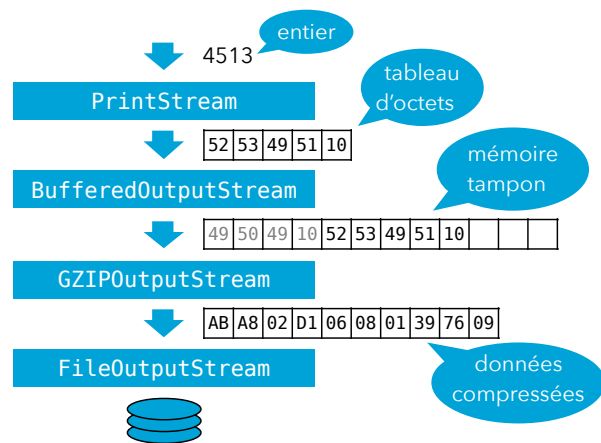 entier
4513
PrintStream
tableau
d'octets
52 53 49 51 10
mémoire
tampon
BufferedOutputStream
49 50 49 10 52 53 49 51 10
GZIPOutputStream
AB A8 02 D1 06 08 01 39 76 09
données
compressées
FileOutputStream